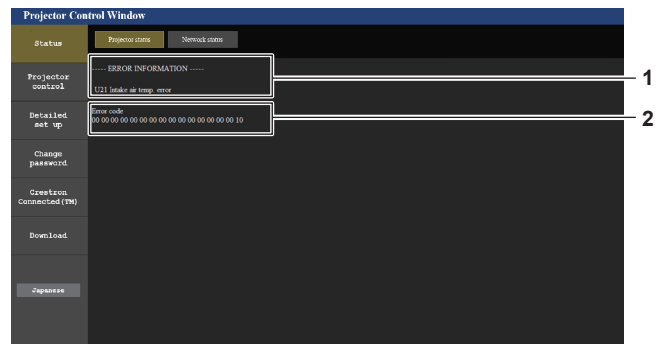 Projector Control Window
Status
Projector status
Network status
----- ERROR INFORMATION -----
U21 Intake air temp. error
1
Error code
00 00 00 00 00 00 00 00 00 00 00 00 00 00 00 10
2
Projector
control
Detailed
set up
Change
password
Crestron
Connected(TM)
Download
Japanese